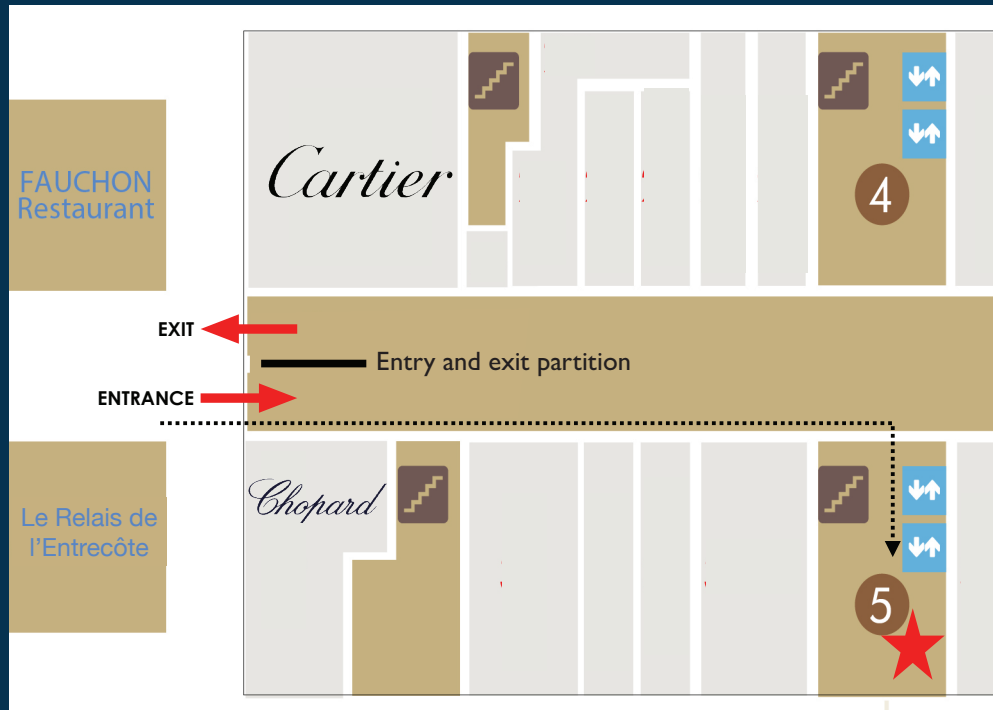 FAUCHON
Restaurant
Cartier
4
EXIT
Entry and exit partition
ENTRANCE
Chopard
Le Relais de
l'Entrecôte
5